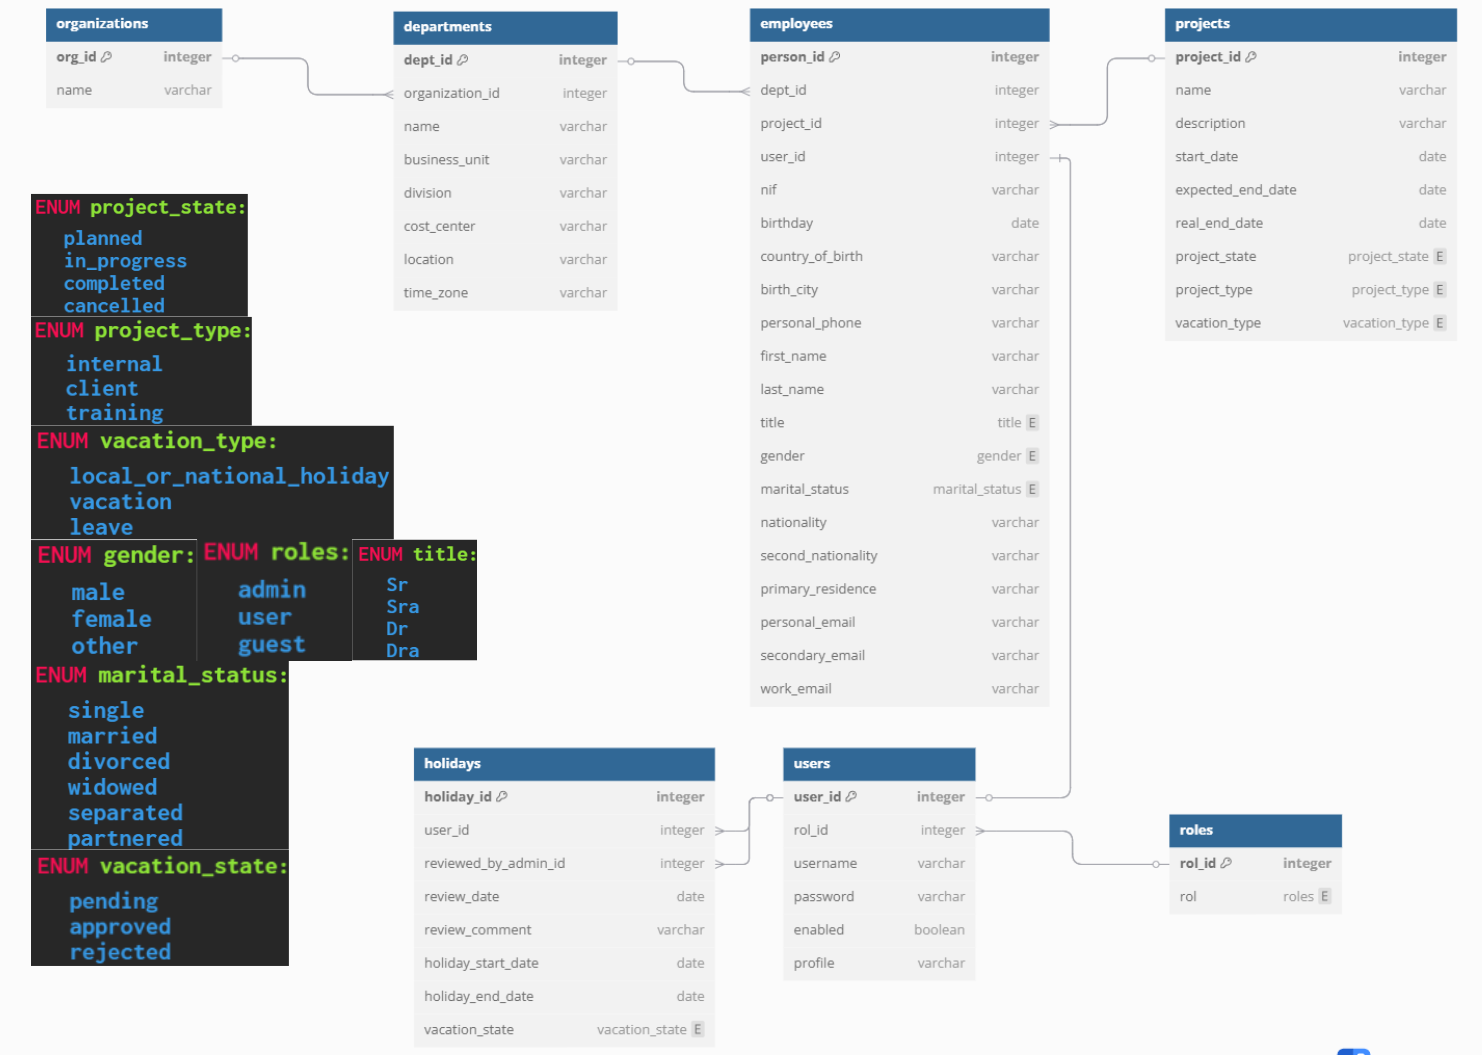 organizations
org_id integer
name varchar
departments
dept_id integer
organization_id integer
name varchar
business_unit varchar
division varchar
cost_center varchar
location varchar
time_zone varchar
employees
person_id integer
dept_id integer
project_id integer
user_id integer
nif varchar
birthday date
country_of_birth varchar
birth_city varchar
personal_phone varchar
first_name varchar
last_name varchar
title title E
gender gender E
marital_status marital_status E
nationality varchar
second_nationality varchar
primary_residence varchar
personal_email varchar
secondary_email varchar
work_email varchar
projects
project_id integer
name varchar
description varchar
start_date date
expected_end_date date
real_end_date date
project_state project_state E
project_type project_type E
vacation_type vacation_type E
ENUM project_state:
planned
in_progress
completed
cancelled
ENUM project_type:
internal
client
training
ENUM vacation_type:
local_or_national_holiday
vacation
leave
ENUM gender:
male
female
other
ENUM roles:
admin
user
guest
ENUM title:
Sr
Sra
Dr
Dra
ENUM marital_status:
single
married
divorced
widowed
separated
partnered
ENUM vacation_state:
pending
approved
rejected
holidays
holiday_id integer
user_id integer
reviewed_by_admin_id integer
review_date date
review_comment varchar
holiday_start_date date
holiday_end_date date
vacation_state vacation_state E
users
user_id integer
rol_id integer
username varchar
password varchar
enabled boolean
profile varchar
roles
rol_id integer
rol roles E